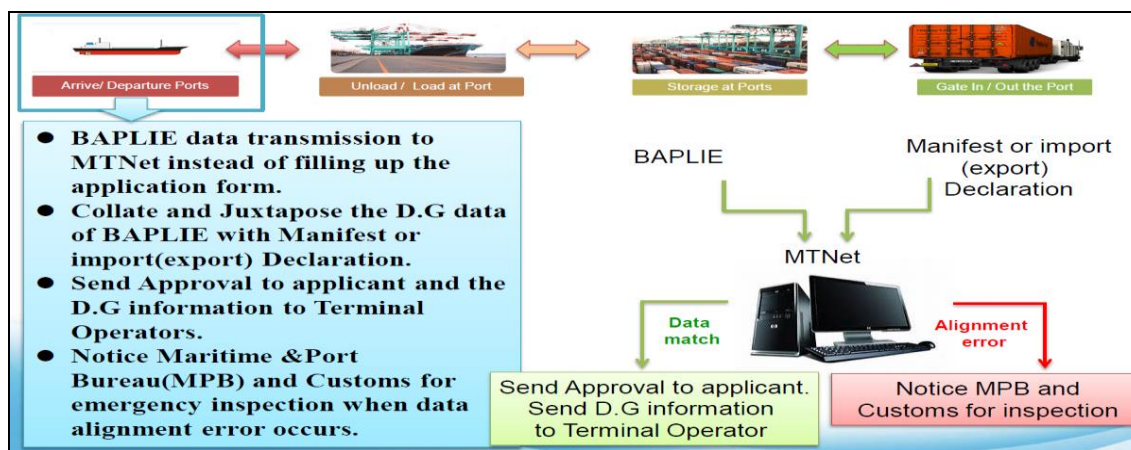 Arrive/ Departure Ports
Unload / Load at Port
Storage at Ports
Gate In / Out the Port
● BAPLIE data transmission to
MTNet instead of filling up the
application form.
● Collate and Juxtapose the D.G data
of BAPLIE with Manifest or
import(export) Declaration.
● Send Approval to applicant and the
D.G information to Terminal
Operators.
● Notice Maritime &Port
Bureau(MPB) and Customs for
emergency inspection when data
alignment error occurs.
BAPLIE
Manifest or import
(export)
Declaration
MTNet
Data
match
Alignment
error
Send Approval to applicant.
Send D.G information
to Terminal Operator
Notice MPB and
Customs for inspection